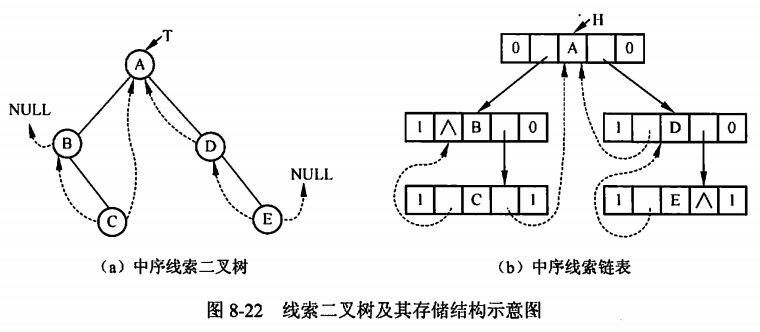 T
A
NULL
B
D
NULL
C
E
(a) 中序线索二叉树
H
0 A 0
1 ∧ B 0
1 D 0
1 C 1
1 E ∧ 1
(b) 中序线索链表
图 8-22 线索二叉树及其存储结构示意图